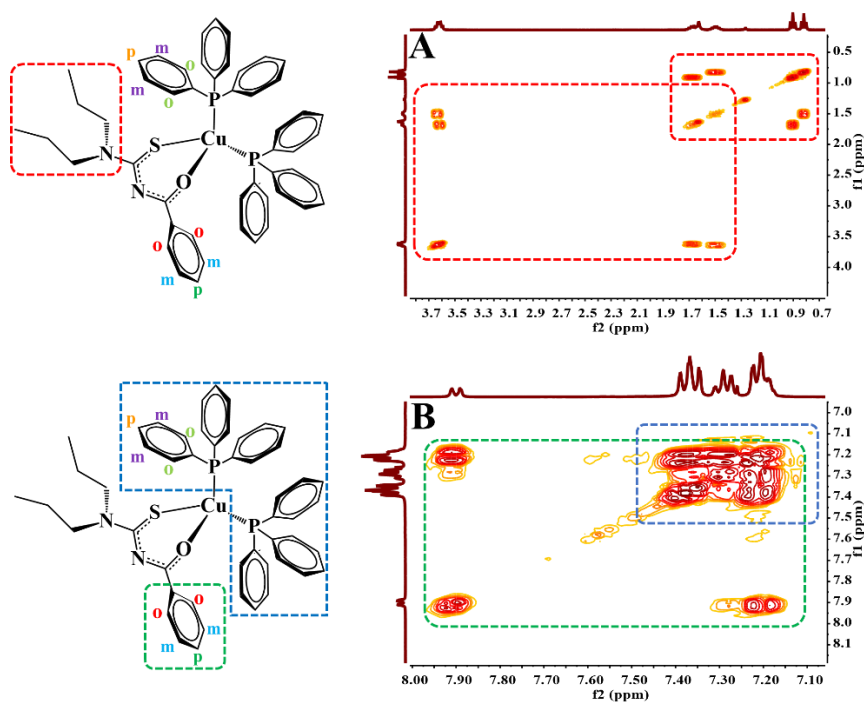 p
m
o
m
o
P
Cu
S
P
N
N
O
o
o
m
m
p
A
0.5
1.0
1.5
2.0
2.5
3.0
3.5
4.0
f1 (ppm)
3.7 3.5 3.3 3.1 2.9 2.7 2.5 2.3 2.1 1.9 1.7 1.5 1.3 1.1 0.9 0.7
f2 (ppm)
p
m
o
m
o
P
Cu
S
P
N
N
O
o
o
m
m
p
B
7.0
7.1
7.2
7.3
7.4
7.5
7.6
7.7
7.8
7.9
8.0
8.1
f1 (ppm)
8.00 7.90 7.80 7.70 7.60 7.50 7.40 7.30 7.20 7.10
f2 (ppm)